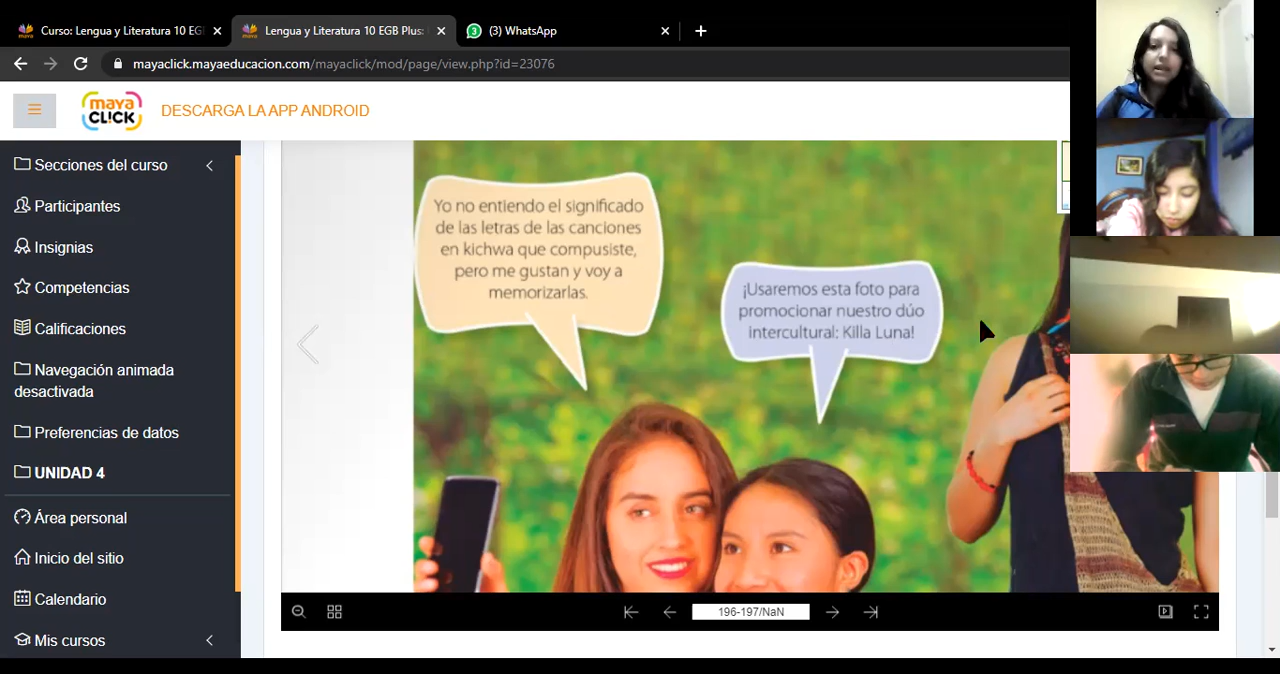 Curso: Lengua y Literatura 10 EG
Lengua y Literatura 10 EGB Plus:
3
(3) WhatsApp
mayaclick.mayaeducacion.com/mayaclick/mod/page/view.php?id=23076
maya
CL!CK
DESCARGA LA APP ANDROID
Secciones del curso
Participantes
Insignias
Competencias
Calificaciones
Navegación animada
desactivada
Preferencias de datos
UNIDAD 4
Área personal
Inicio del sitio
Calendario
Mis cursos
Yo no entiendo el significado
de las letras de las canciones
en kichwa que compusiste,
pero me gustan y voy a
memorizarlas.
¡Usaremos esta foto para
promocionar nuestro dúo
intercultural: Killa Luna!
196-197/NaN